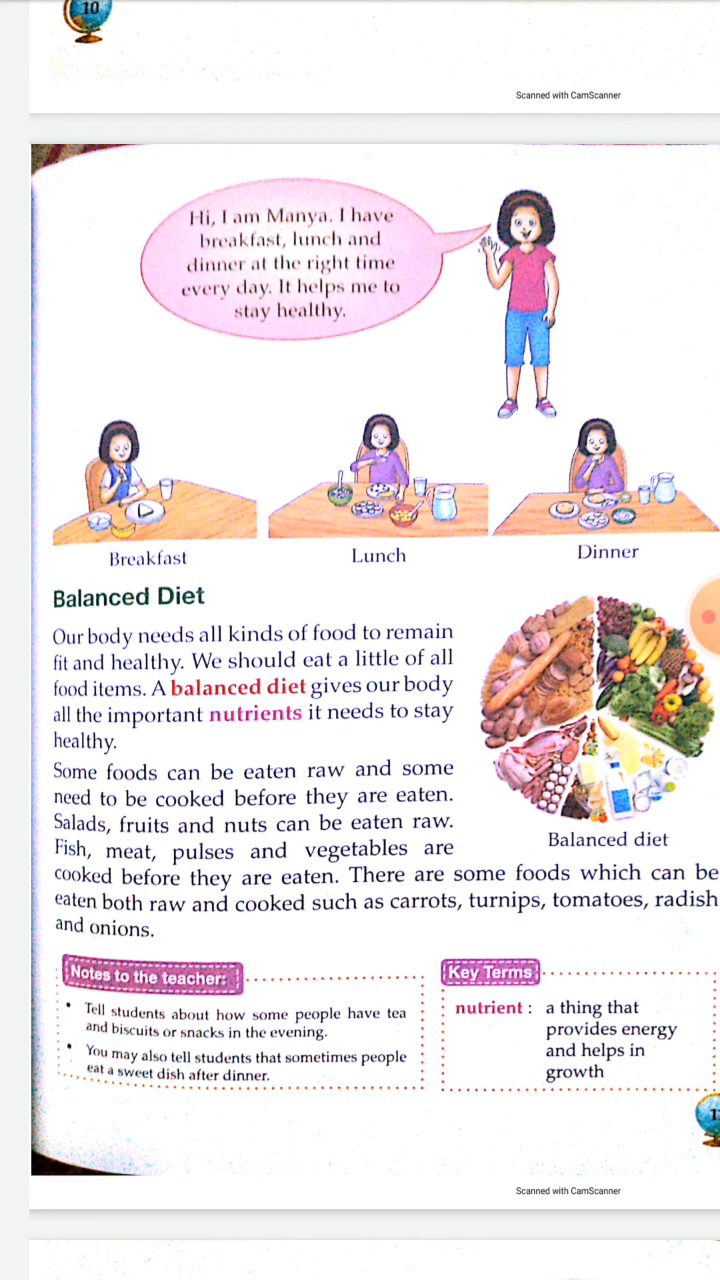 10
Scanned with CamScanner
Hi, I am Manya. I have
breakfast, lunch and
dinner at the right time
every day. It helps me to
stay healthy.
Breakfast
Lunch
Dinner
Balanced Diet
Our body needs all kinds of food to remain
fit and healthy. We should eat a little of all
food items. A balanced diet gives our body
all the important nutrients it needs to stay
healthy.
Some foods can be eaten raw and some
need to be cooked before they are eaten.
Salads, fruits and nuts can be eaten raw.
Fish, meat, pulses and vegetables are
Balanced diet
cooked before they are eaten. There are some foods which can be
eaten both raw and cooked such as carrots, turnips, tomatoes, radish
and onions.
Notes to the teacher:
• Tell students about how some people have tea
and biscuits or snacks in the evening.
• You may also tell students that sometimes people
eat a sweet dish after dinner.
Key Terms
nutrient : a thing that
provides energy
and helps in
growth
Scanned with CamScanner